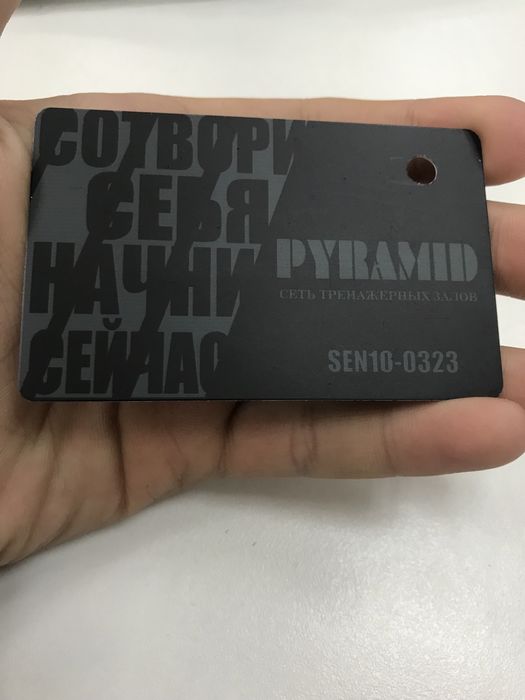 СОТВОРИ
СЕБЯ
НАЧНИ
СЕЙЧАС
PYRAMID
СЕТЬ ТРЕНАЖЕРНЫХ ЗАЛОВ
SEN10-0323